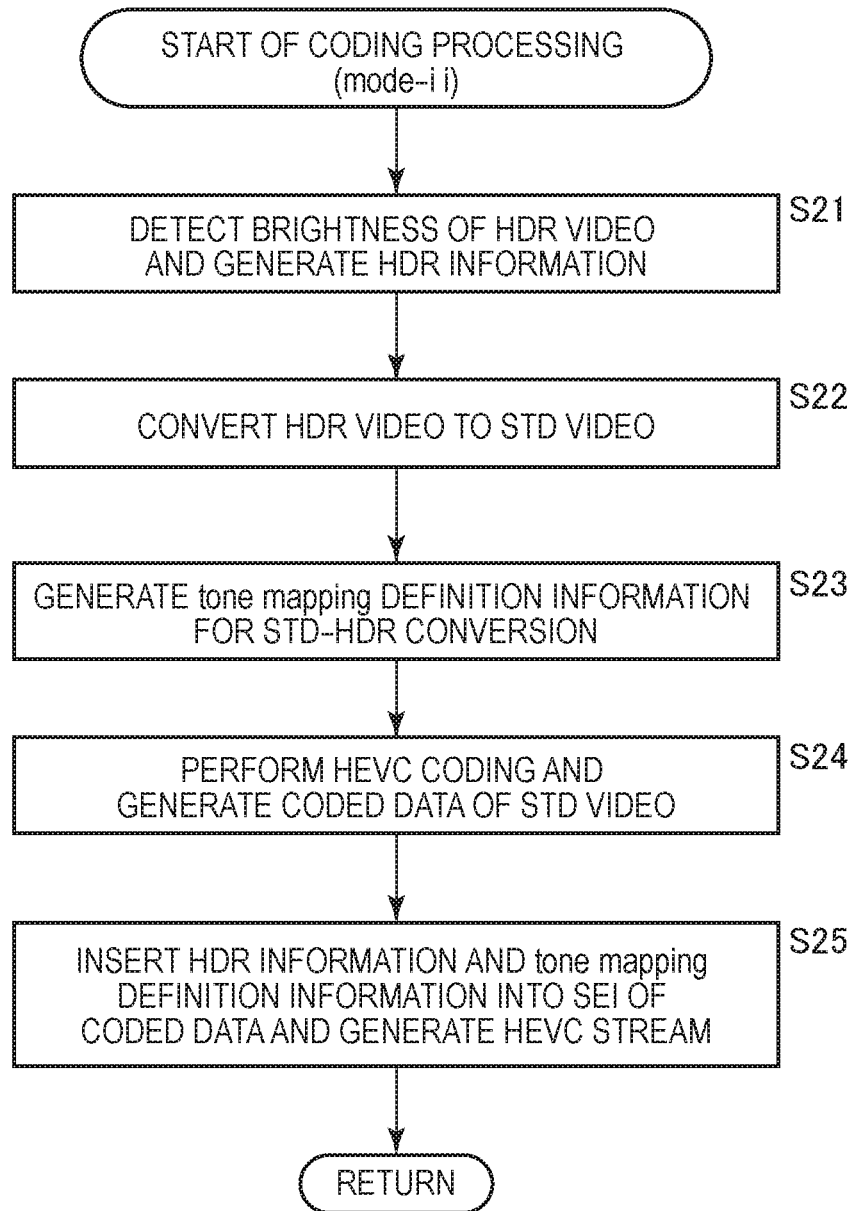 START OF CODING PROCESSING
(mode-ii)
S21
DETECT BRIGHTNESS OF HDR VIDEO
AND GENERATE HDR INFORMATION
S22
CONVERT HDR VIDEO TO STD VIDEO
S23
GENERATE tone mapping DEFINITION INFORMATION
FOR STD-HDR CONVERSION
S24
PERFORM HEVC CODING AND
GENERATE CODED DATA OF STD VIDEO
S25
INSERT HDR INFORMATION AND tone mapping
DEFINITION INFORMATION INTO SEI OF
CODED DATA AND GENERATE HEVC STREAM
RETURN